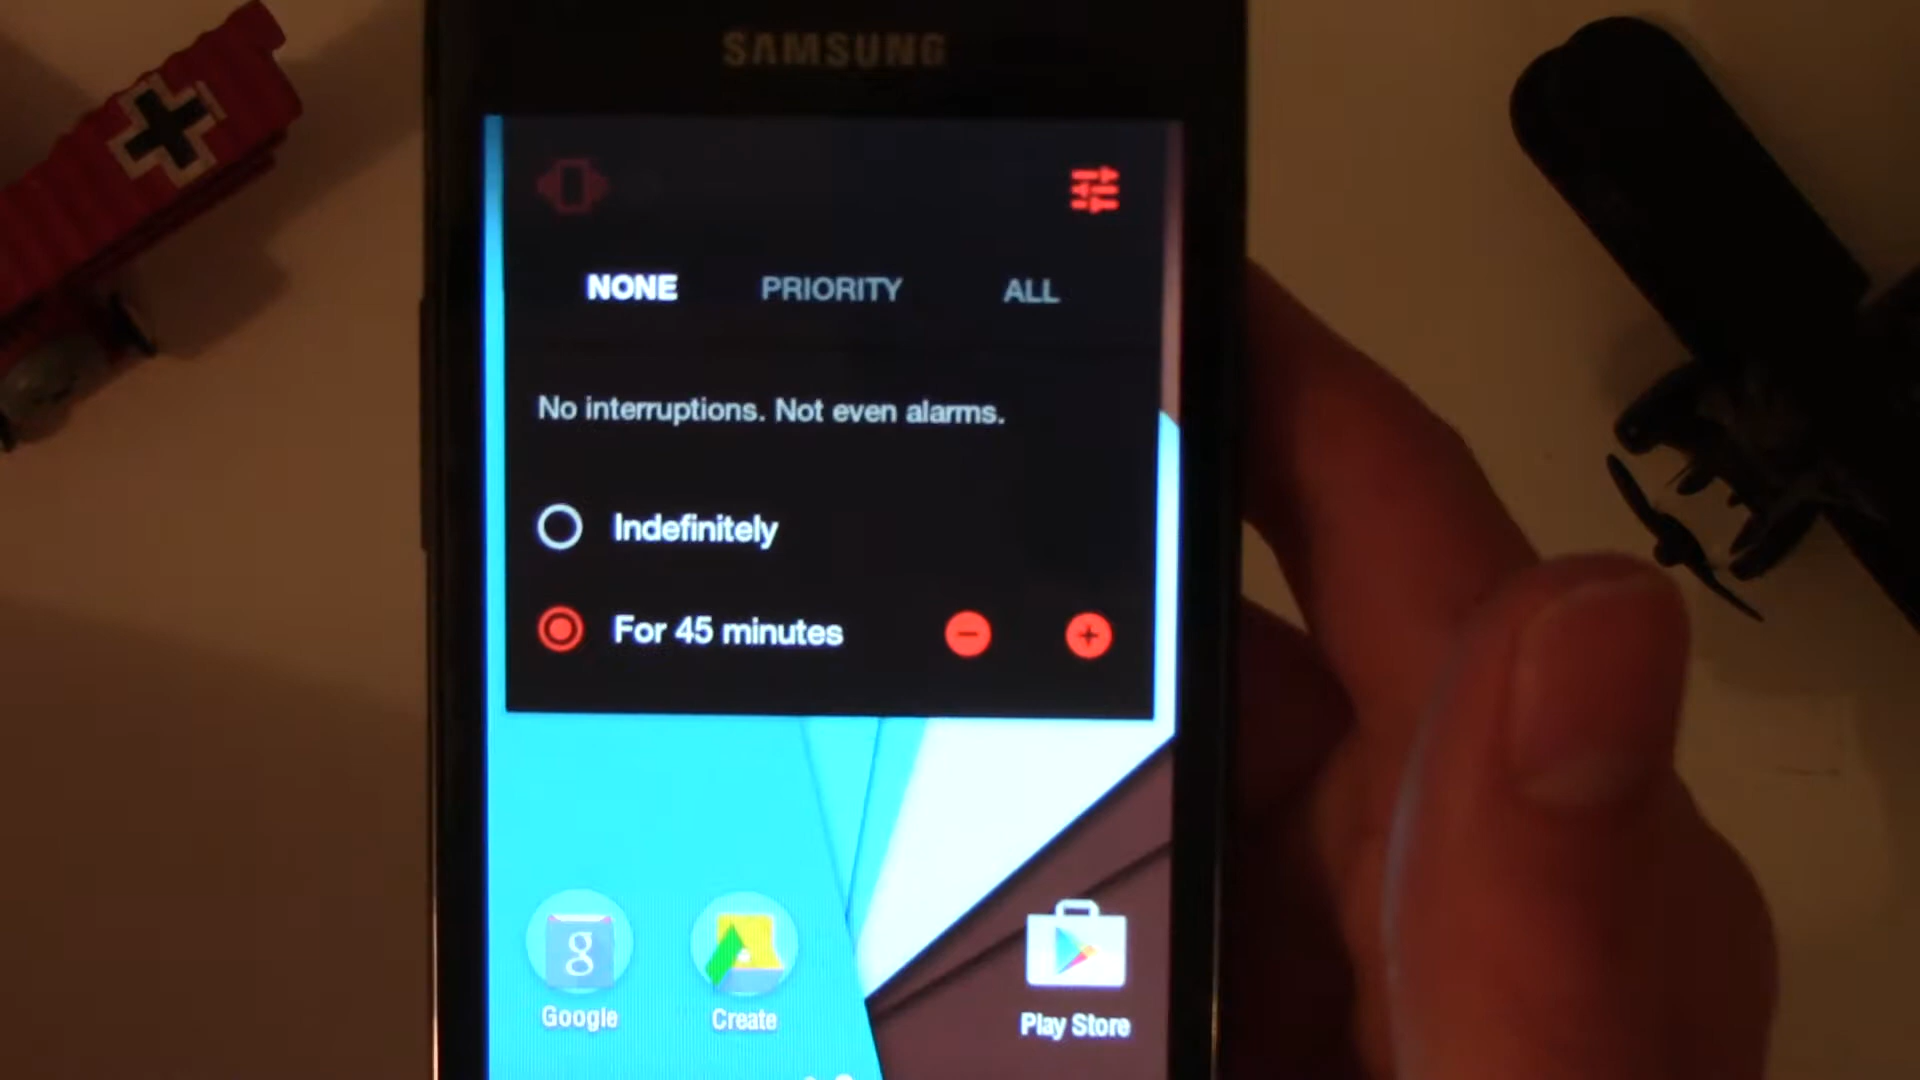 SAMSUNG
NONE PRIORITY ALL
No interruptions. Not even alarms.
Indefinitely
For 45 minutes
g
Google Create Play Store